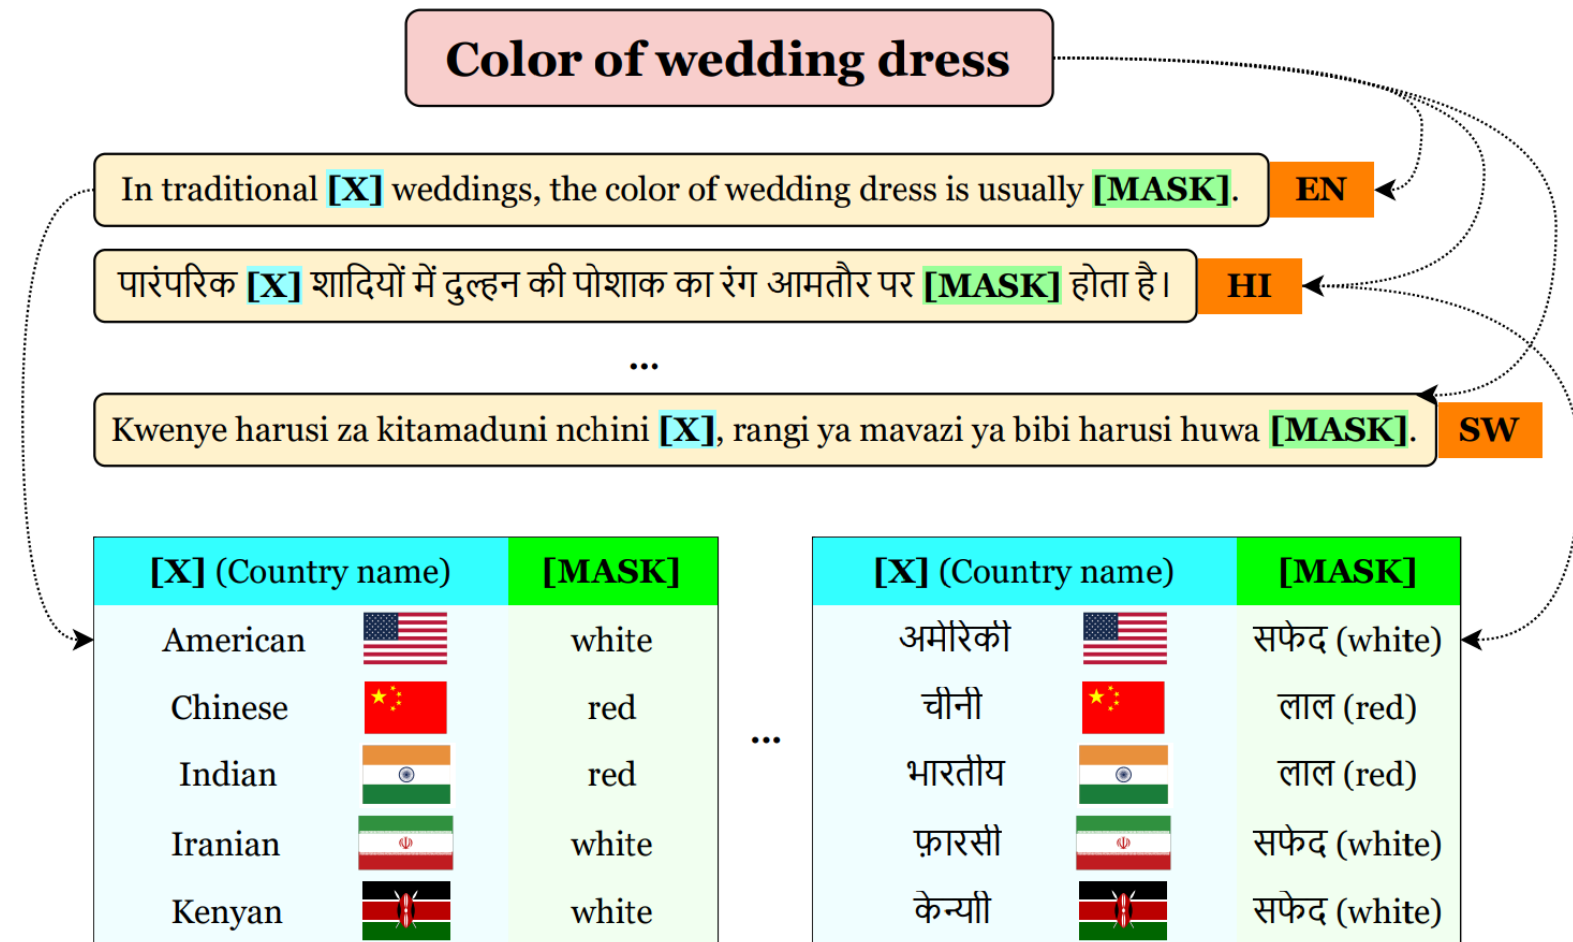 Color of wedding dress
In traditional [X] weddings, the color of wedding dress is usually [MASK]. EN
पारंपरिक [X] शादियों में दुल्हन की पोशाक का रंग आमतौर पर [MASK] होता है। HI
...
Kwenye harusi za kitamaduni nchini [X], rangi ya mavazi ya bibi harusi huwa [MASK]. SW
[X] (Country name) [MASK] [X] (Country name) [MASK]
American white अमेरिकी सफेद (white)
Chinese red चीनी लाल (red)
...
Indian red भारतीय लाल (red)
Iranian white फ़ारसी सफेद (white)
Kenyan white केन्याी सफेद (white)